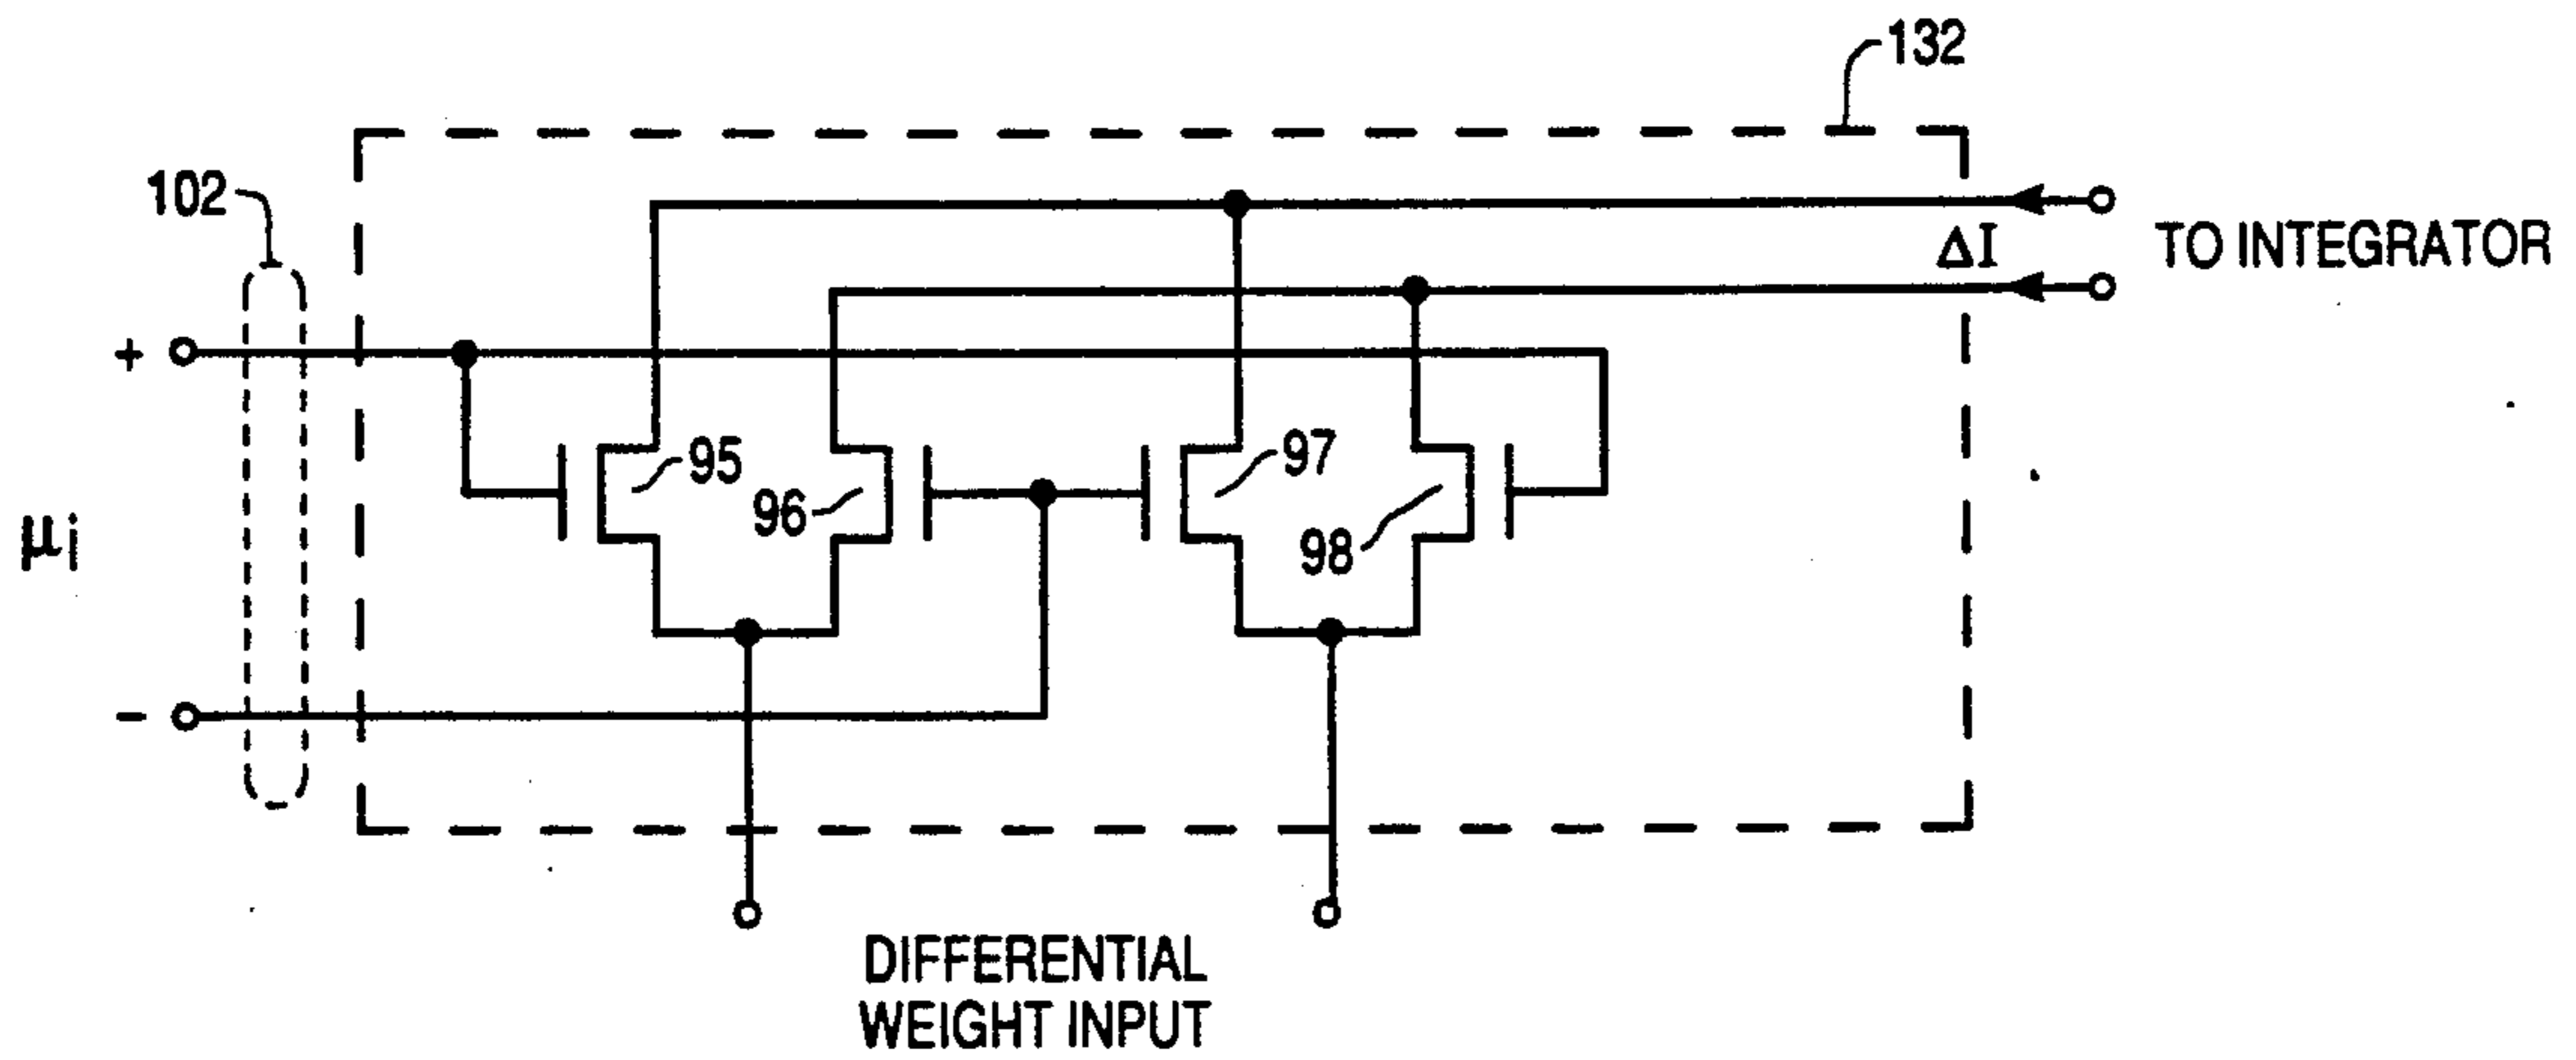 132
102
ΔI
TO INTEGRATOR
+
95
96
97
98
μi
-
DIFFERENTIAL
WEIGHT INPUT